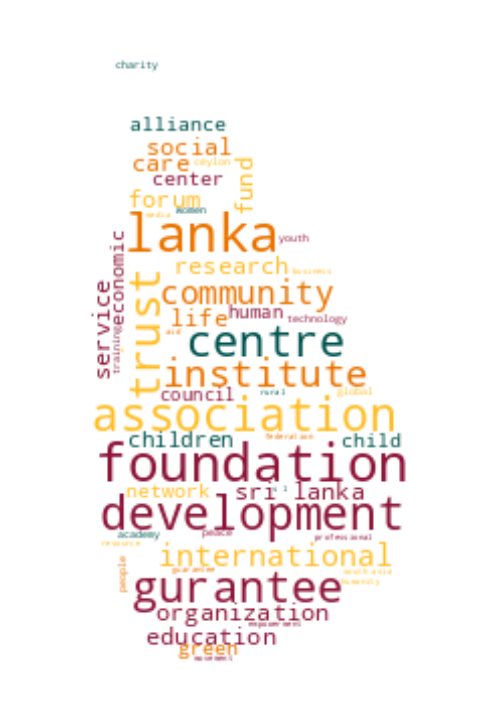 charity
alliance
social
care ceylon
center
fund
forum
media women
lanka
youth
economic
research business
service
trust
community
life human technology
training
aid
centre
institute
council rural global
association
children federation child
foundation
network sri lanka
development
academy peace professional
resource
international
people guarantee south asia
gurantee humanity
organization
empowerment
education
green
movement